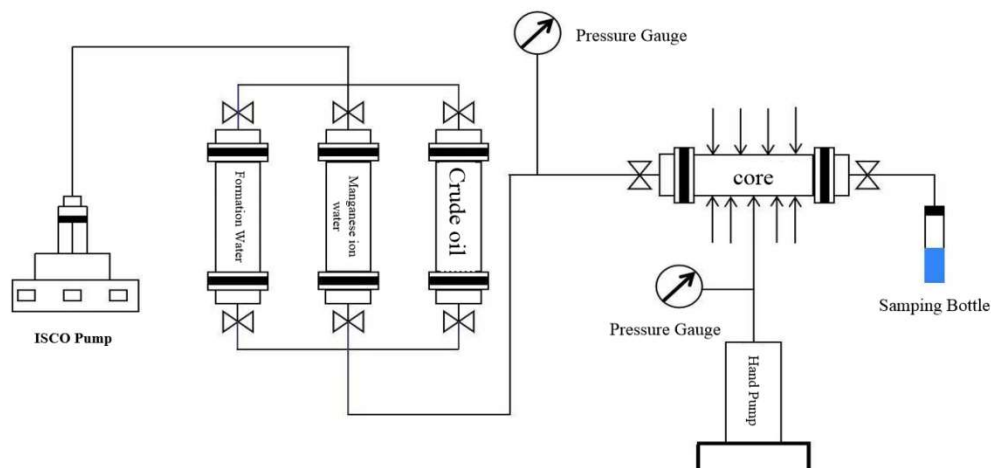 Pressure Gauge
Formation Water
Manganese ion
water
Crude oil
core
ISCO Pump
Pressure Gauge
Hand Pump
Samping Bottle